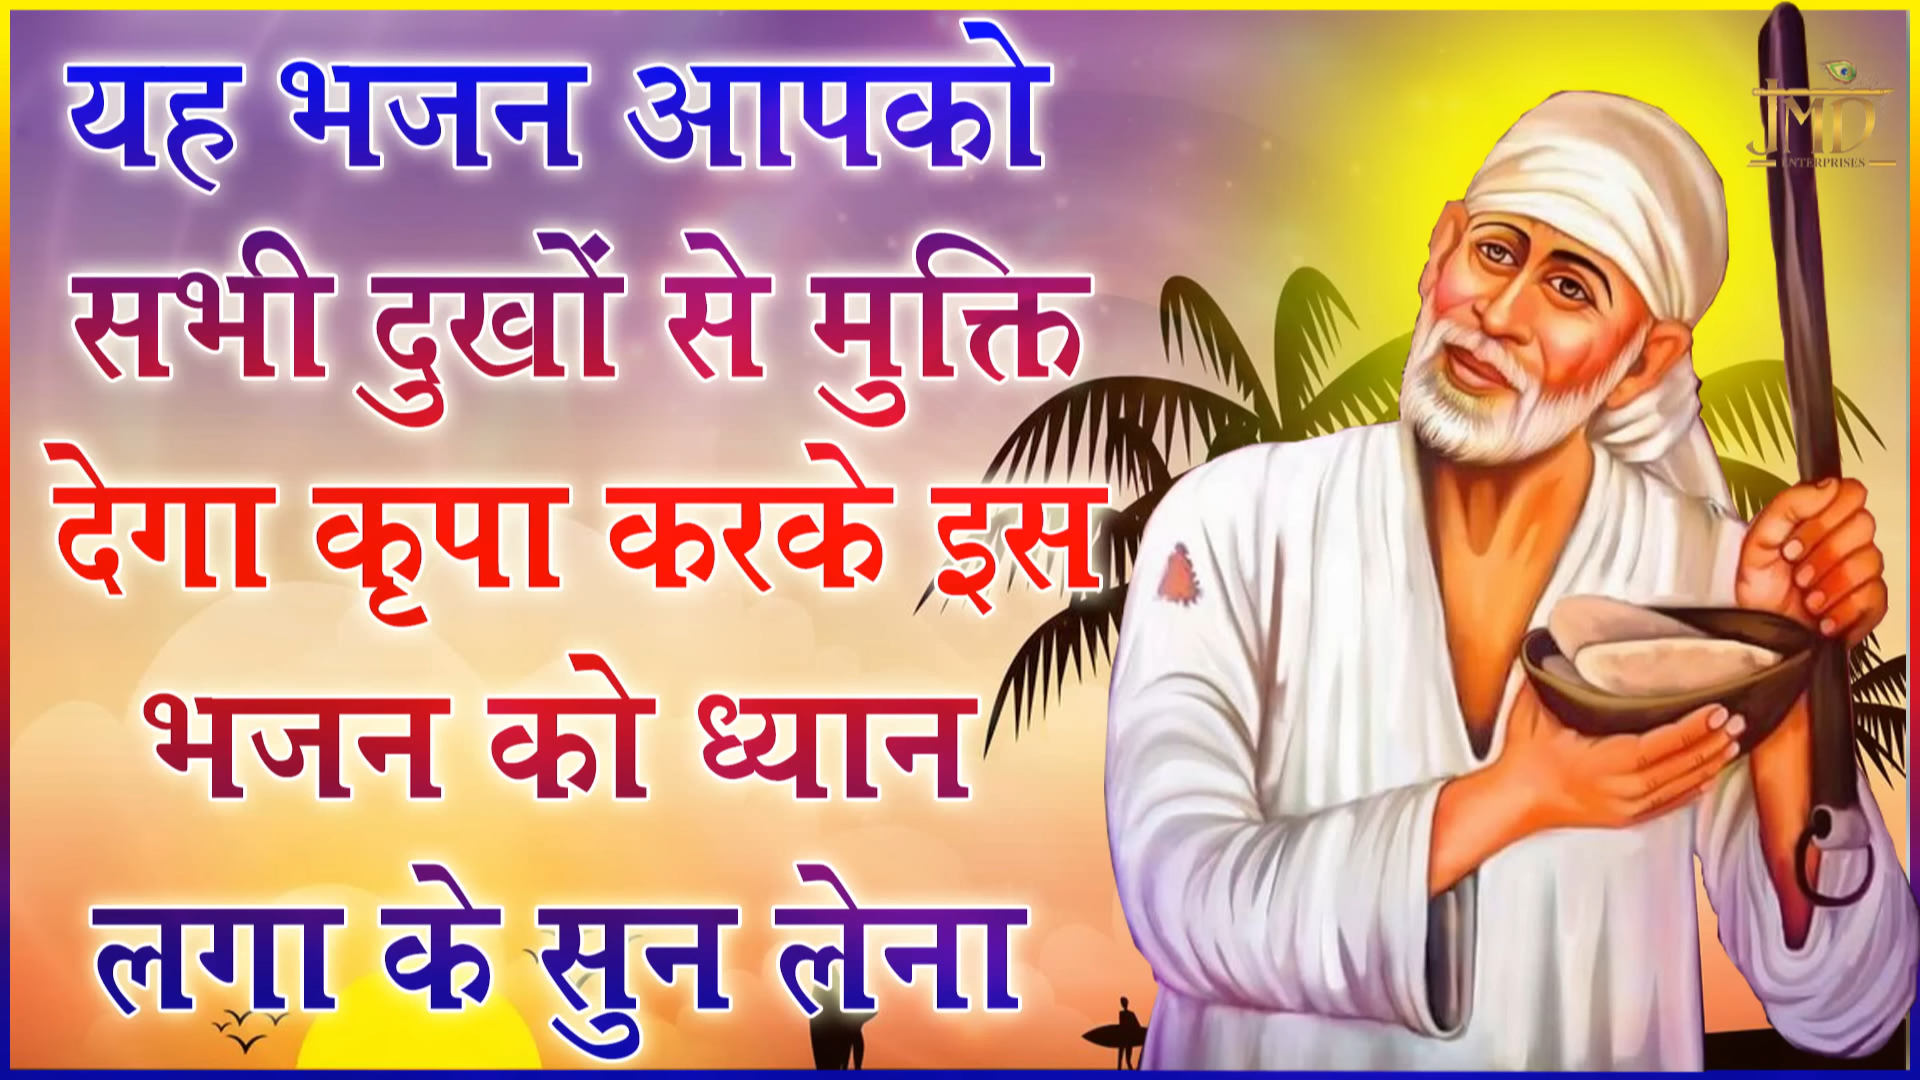 यह भजन आपको
सभी दुखों से मुक्ति
देगा कृपा करके इस
भजन को ध्यान
लगा के सुन लेना
JMD
ENTERPRISES